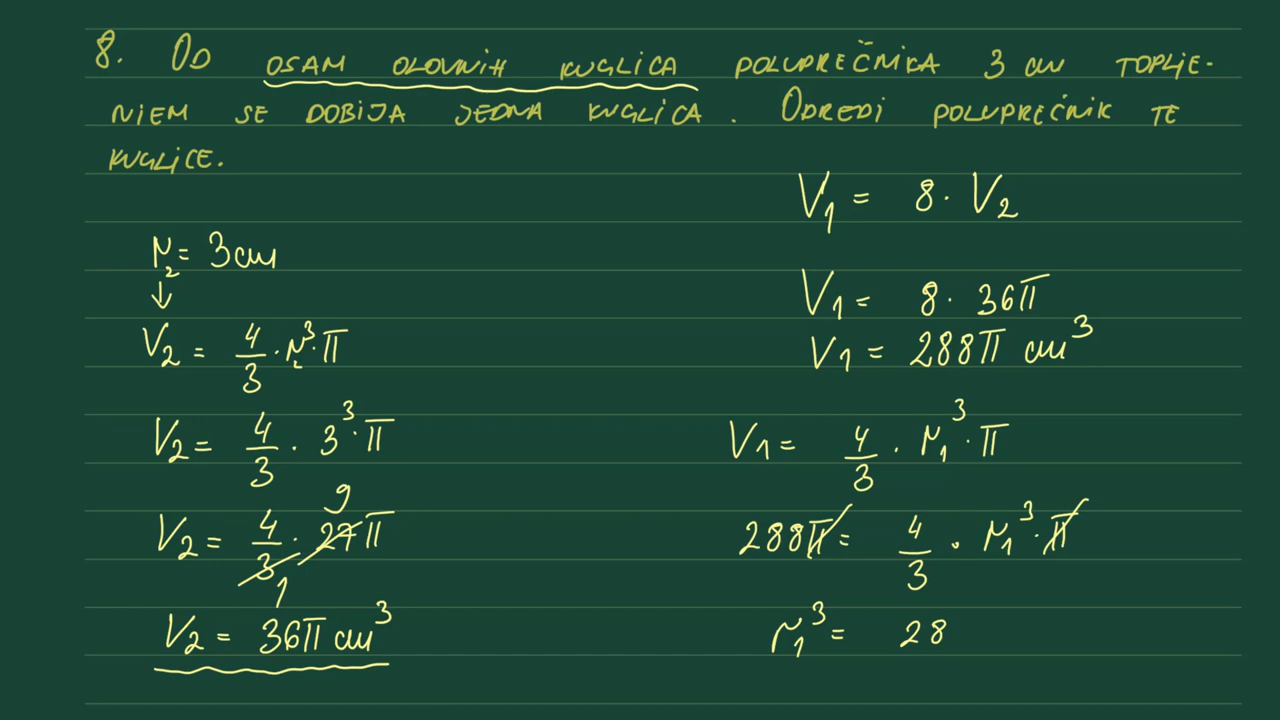 8. OD OSAM OLOVNIH KUGLICA POLUPREČNIKA 3 cm TOPLJE-
NJEM SE DOBIJA JEDNA KUGLICA. ODREDI POLUPREČNIK TE
KUGLICE.
r₂ = 3cm
↓
V₂ = 4/3 · r₂³ · π
V₂ = 4/3 · 3³ · π
9
V₂ = 4/3 · 27π
1
V₂ = 36π cm³
V₁ = 8 · V₂
V₁ = 8 · 36π
V₁ = 288π cm³
V₁ = 4/3 · r₁³ · π
288π = 4/3 · r₁³ · π
r₁³ = 28